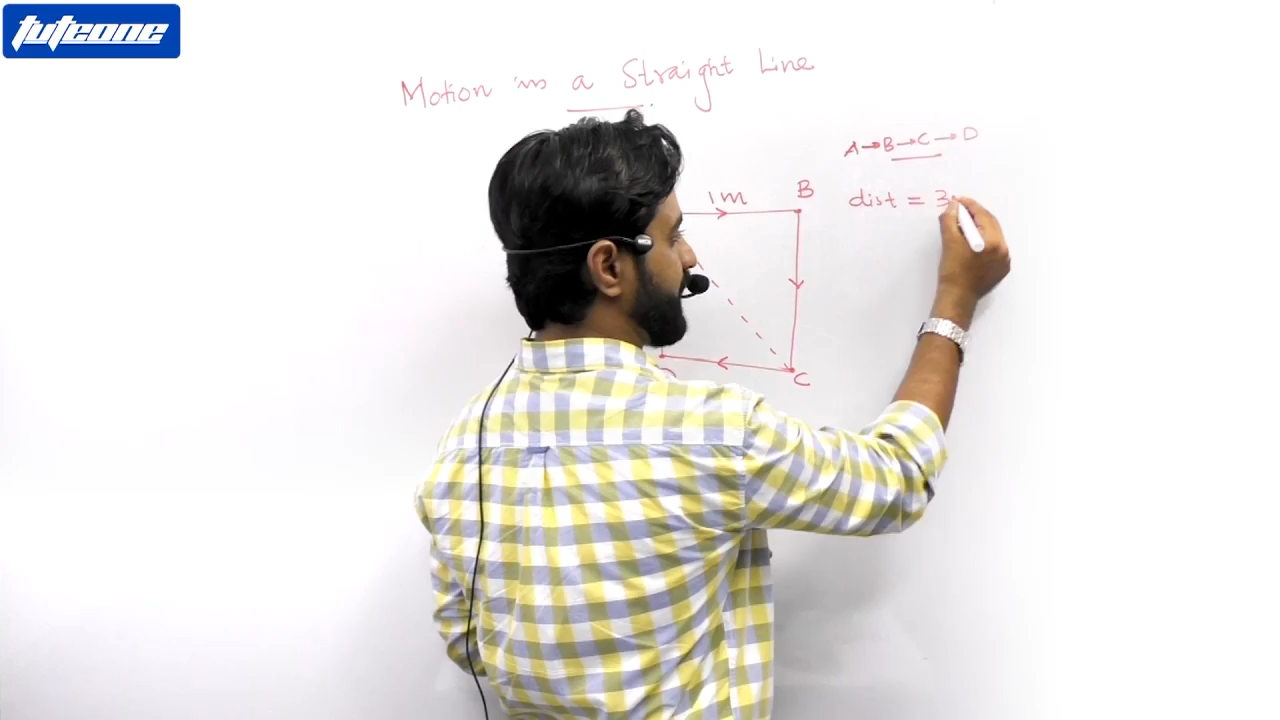 tuteone
Motion in a Straight Line
A→B→C→D
1m
B
dist = 3
C